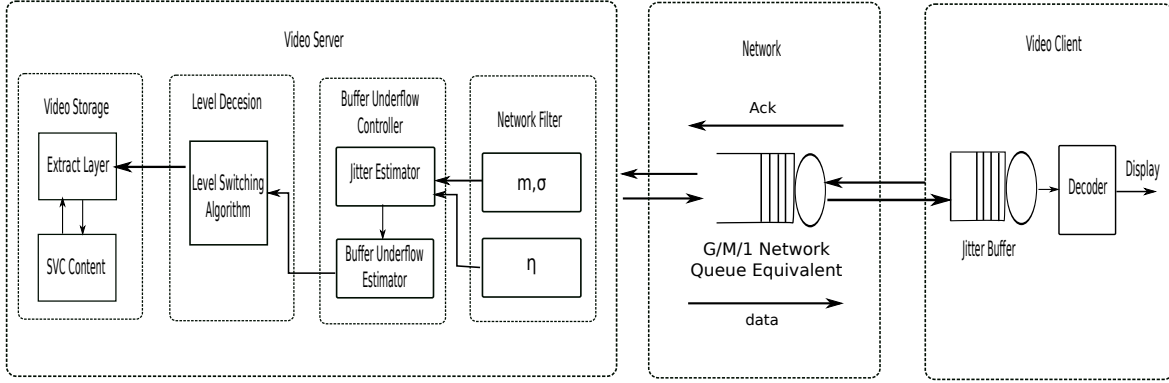 Video Server
Video Storage
Extract Layer
SVC Content
Level Decesion
Level Switching
Algorithm
Buffer Underflow
Controller
Jitter Estimator
Buffer Underflow
Estimator
Network Filter
m,σ
η
Network
Ack
G/M/1 Network
Queue Equivalent
data
Video Client
Jitter Buffer
Decoder
Display